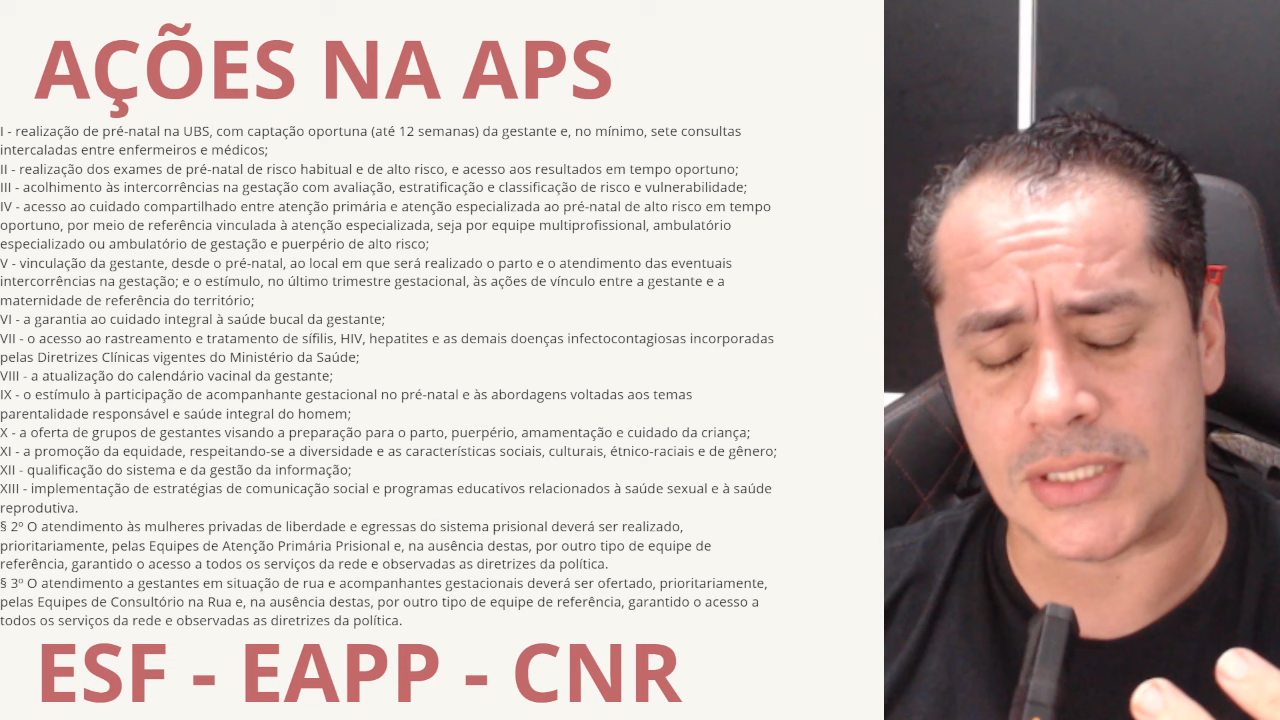 AÇÕES NA APS
I - realização de pré-natal na UBS, com captação oportuna (até 12 semanas) da gestante e, no mínimo, sete consultas
intercaladas entre enfermeiros e médicos;
II - realização dos exames de pré-natal de risco habitual e de alto risco, e acesso aos resultados em tempo oportuno;
III - acolhimento às intercorrências na gestação com avaliação, estratificação e classificação de risco e vulnerabilidade;
IV - acesso ao cuidado compartilhado entre atenção primária e atenção especializada ao pré-natal de alto risco em tempo
oportuno, por meio de referência vinculada à atenção especializada, seja por equipe multiprofissional, ambulatório
especializado ou ambulatório de gestação e puerpério de alto risco;
V - vinculação da gestante, desde o pré-natal, ao local em que será realizado o parto e o atendimento das eventuais
intercorrências na gestação; e o estímulo, no último trimestre gestacional, às ações de vínculo entre a gestante e a
maternidade de referência do território;
VI - a garantia ao cuidado integral à saúde bucal da gestante;
VII - o acesso ao rastreamento e tratamento de sífilis, HIV, hepatites e as demais doenças infectocontagiosas incorporadas
pelas Diretrizes Clínicas vigentes do Ministério da Saúde;
VIII - a atualização do calendário vacinal da gestante;
IX - o estímulo à participação de acompanhante gestacional no pré-natal e às abordagens voltadas aos temas
parentalidade responsável e saúde integral do homem;
X - a oferta de grupos de gestantes visando a preparação para o parto, puerpério, amamentação e cuidado da criança;
XI - a promoção da equidade, respeitando-se a diversidade e as características sociais, culturais, étnico-raciais e de gênero;
XII - qualificação do sistema e da gestão da informação;
XIII - implementação de estratégias de comunicação social e programas educativos relacionados à saúde sexual e à saúde
reprodutiva.
§ 2º O atendimento às mulheres privadas de liberdade e egressas do sistema prisional deverá ser realizado,
prioritariamente, pelas Equipes de Atenção Primária Prisional e, na ausência destas, por outro tipo de equipe de
referência, garantido o acesso a todos os serviços da rede e observadas as diretrizes da política.
§ 3º O atendimento a gestantes em situação de rua e acompanhantes gestacionais deverá ser ofertado, prioritariamente,
pelas Equipes de Consultório na Rua e, na ausência destas, por outro tipo de equipe de referência, garantido o acesso a
todos os serviços da rede e observadas as diretrizes da política.
ESF - EAPP - CNR